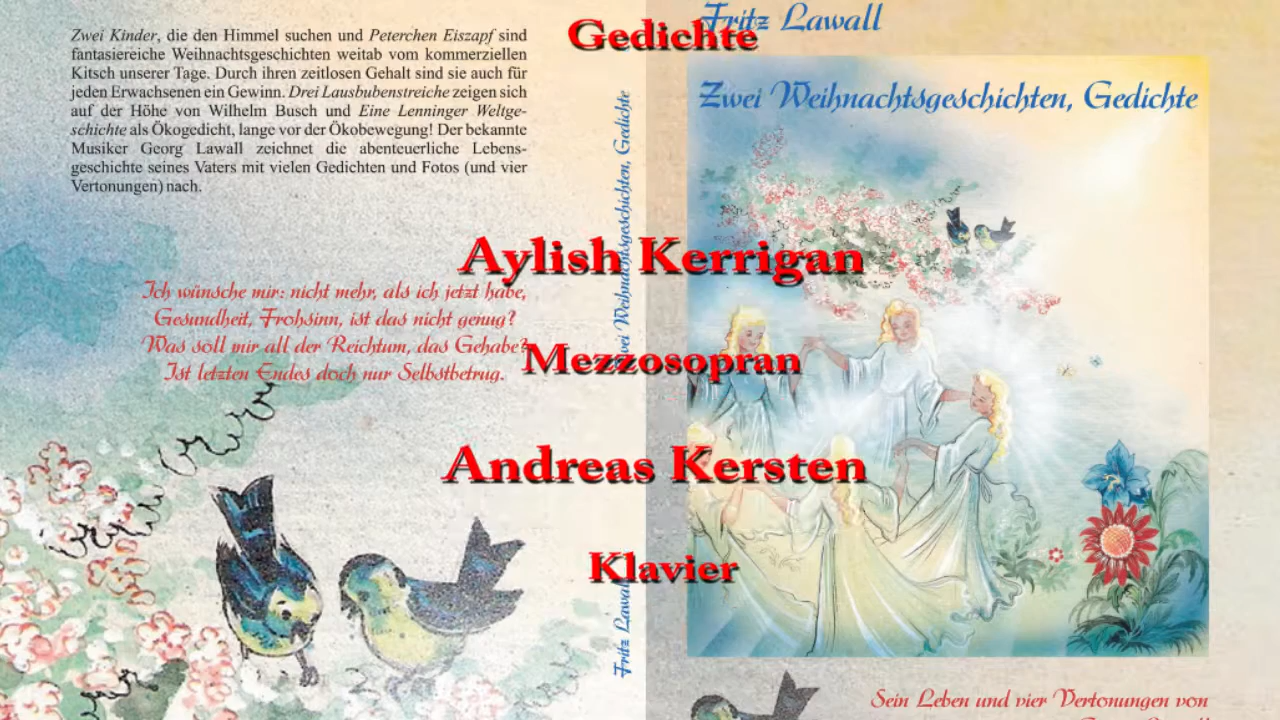 Zwei Kinder, die den Himmel suchen und Peterchen Eiszapf sind
fantasiereiche Weihnachtsgeschichten weitab vom kommerziellen
Kitsch unserer Tage. Durch ihren zeitlosen Gehalt sind sie auch für
jeden Erwachsenen ein Gewinn. Drei Lausbubenstreiche zeigen sich
auf der Höhe von Wilhelm Busch und Eine Lenninger Weltge-
schichte als Ökogedicht, lange vor der Ökobewegung! Der bekannte
Musiker Georg Lawall zeichnet die abenteuerliche Lebens-
geschichte seines Vaters mit vielen Gedichten und Fotos (und vier
Vertonungen) nach.
Ich wünsche mir: nicht mehr, als ich jetzt habe,
Gesundheit, Frohsinn, ist das nicht genug?
Was soll mir all der Reichtum, das Gehabe?
Ist letzten Endes doch nur Selbstbetrug.
Fritz Lawall
Zwei Weihnachtsgeschichten, Gedichte
Gedichte
Aylish Kerrigan
Mezzosopran
Andreas Kersten
Klavier
Fritz Lawall
Zwei Weihnachtsgeschichten, Gedichte
Sein Leben und vier Vertonungen von